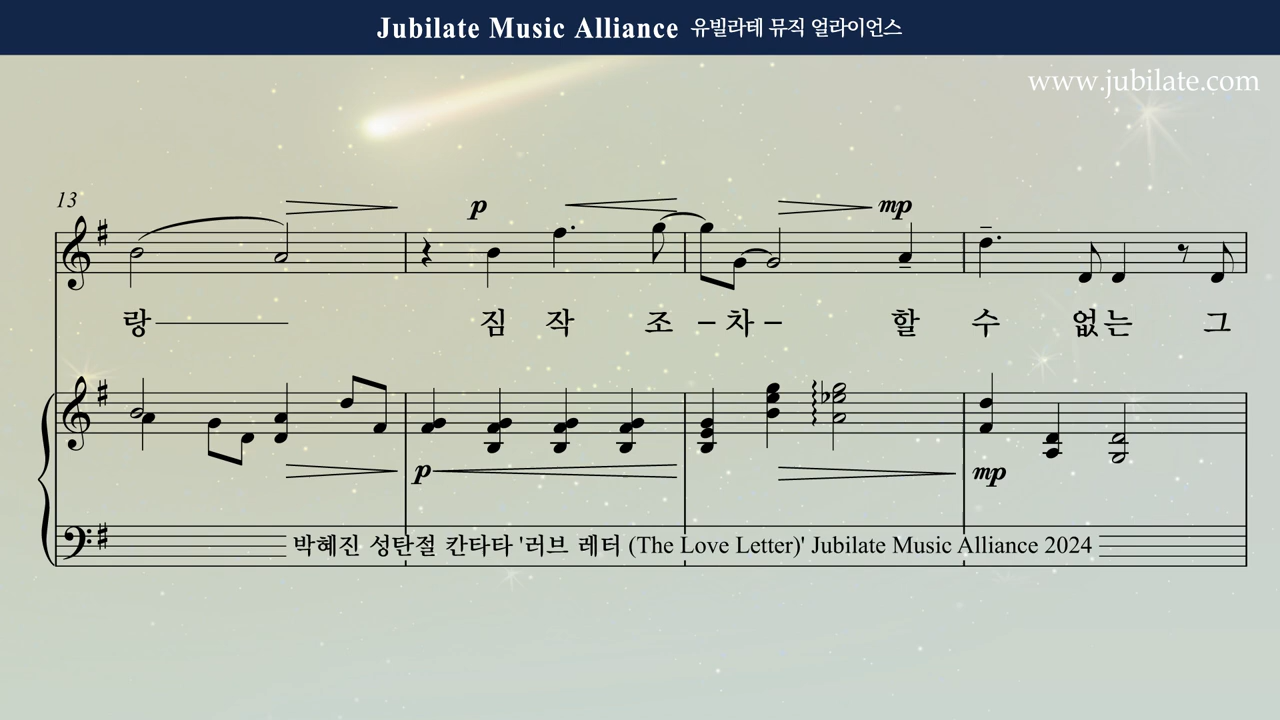 Jubilate Music Alliance 유빌라테 뮤직 얼라이언스
www.jubilate.com
13
p mp
랑 짐 작 조 - 차 - 할 수 없는 그
p mp
박혜진 성탄절 칸타타 '러브 레터 (The Love Letter)' Jubilate Music Alliance 2024